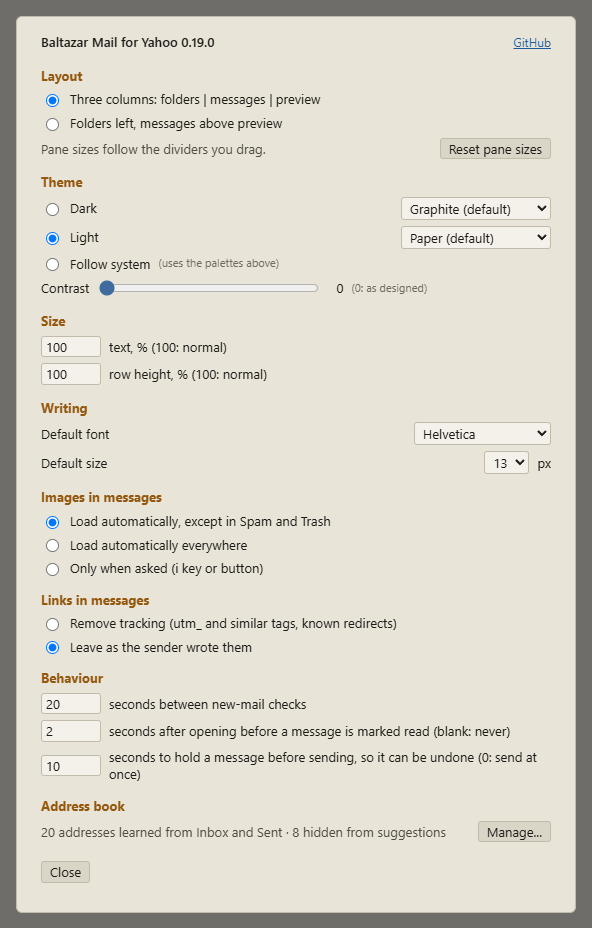 Baltazar Mail for Yahoo 0.19.0 GitHub
Layout
Three columns: folders | messages | preview
Folders left, messages above preview
Pane sizes follow the dividers you drag. Reset pane sizes
Theme
Dark Graphite (default)
Light Paper (default)
Follow system (uses the palettes above)
Contrast 0 (0: as designed)
Size
100 text, % (100: normal)
100 row height, % (100: normal)
Writing
Default font Helvetica
Default size 13 px
Images in messages
Load automatically, except in Spam and Trash
Load automatically everywhere
Only when asked (i key or button)
Links in messages
Remove tracking (utm_ and similar tags, known redirects)
Leave as the sender wrote them
Behaviour
20 seconds between new-mail checks
2 seconds after opening before a message is marked read (blank: never)
10 seconds to hold a message before sending, so it can be undone (0: send at
once)
Address book
20 addresses learned from Inbox and Sent · 8 hidden from suggestions Manage...
Close